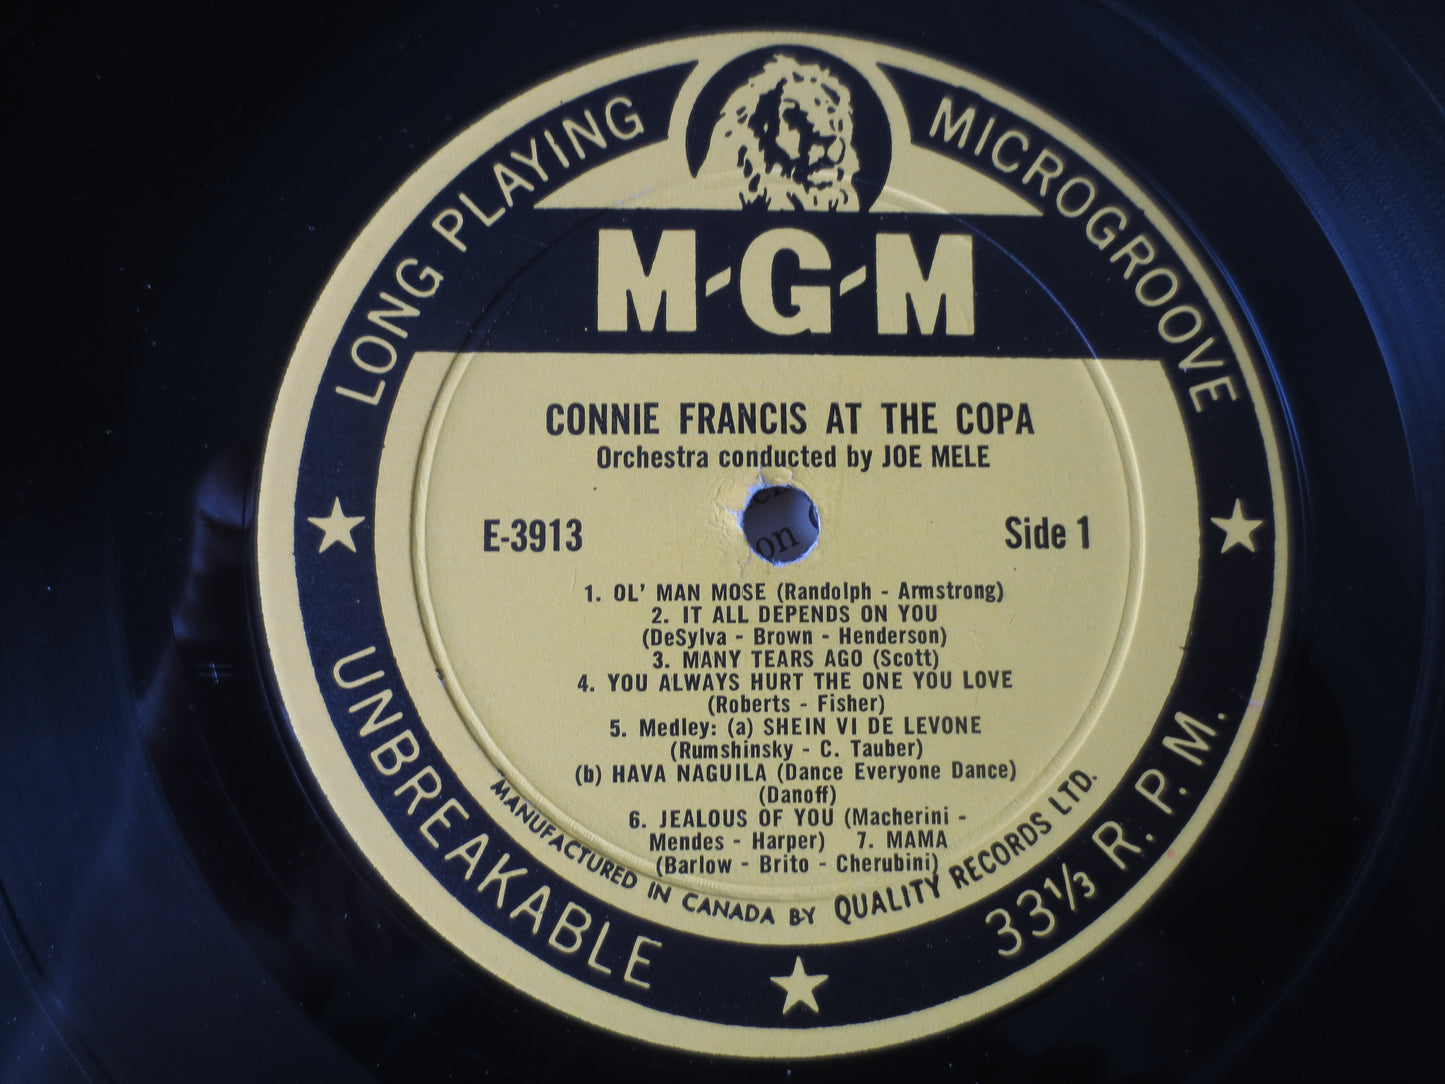 LONG PLAYING
MICROGROOVE
M-G-M
CONNIE FRANCIS AT THE COPA
Orchestra conducted by JOE MELE
E-3913
Side 1
1. OL' MAN MOSE (Randolph - Armstrong)
2. IT ALL DEPENDS ON YOU
(DeSylva - Brown - Henderson)
3. MANY TEARS AGO (Scott)
4. YOU ALWAYS HURT THE ONE YOU LOVE
(Roberts - Fisher)
5. Medley: (a) SHEIN VI DE LEVONE
(Rumshinsky - C. Tauber)
(b) HAVA NAGUILA (Dance Everyone Dance)
(Danoff)
6. JEALOUS OF YOU (Macherini -
Mendes - Harper) 7. MAMA
(Barlow - Brito - Cherubini)
MANUFACTURED IN CANADA BY QUALITY RECORDS LTD.
UNBREAKABLE
33 1/3 R. P. M.
on